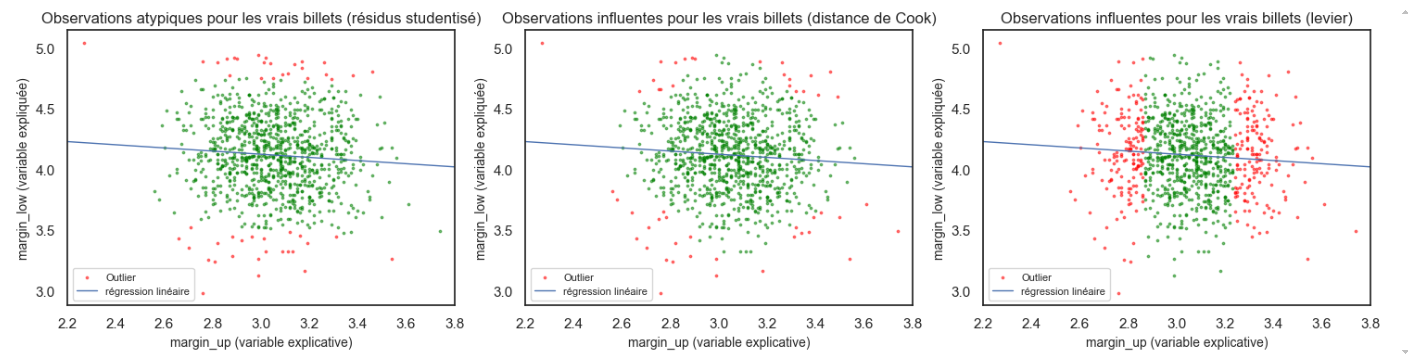 Observations atypiques pour les vrais billets (résidus studentisé)
margin_low (variable expliquée)
5.0
4.5
4.0
3.5
3.0
Outlier
régression linéaire
2.2 2.4 2.6 2.8 3.0 3.2 3.4 3.6 3.8
margin_up (variable explicative)
Observations influentes pour les vrais billets (distance de Cook)
margin_low (variable expliquée)
5.0
4.5
4.0
3.5
3.0
Outlier
régression linéaire
2.2 2.4 2.6 2.8 3.0 3.2 3.4 3.6 3.8
margin_up (variable explicative)
Observations influentes pour les vrais billets (levier)
margin_low (variable expliquée)
5.0
4.5
4.0
3.5
3.0
Outlier
régression linéaire
2.2 2.4 2.6 2.8 3.0 3.2 3.4 3.6 3.8
margin_up (variable explicative)